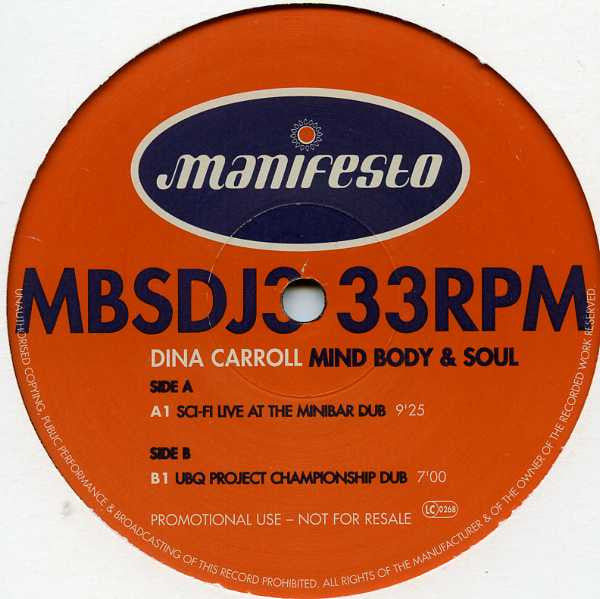 manifesto
MBSDJ3 33RPM
DINA CARROLL MIND BODY & SOUL
SIDE A
A1 SCI-FI LIVE AT THE MINIBAR DUB 9'25
SIDE B
B1 UBQ PROJECT CHAMPIONSHIP DUB 7'00
PROMOTIONAL USE – NOT FOR RESALE LC 0268
UNAUTHORISED COPYING, PUBLIC PERFORMANCE & BROADCASTING OF THIS RECORD PROHIBITED. ALL RIGHTS OF THE MANUFACTURER & OF THE OWNER OF THE RECORDED WORK RESERVED